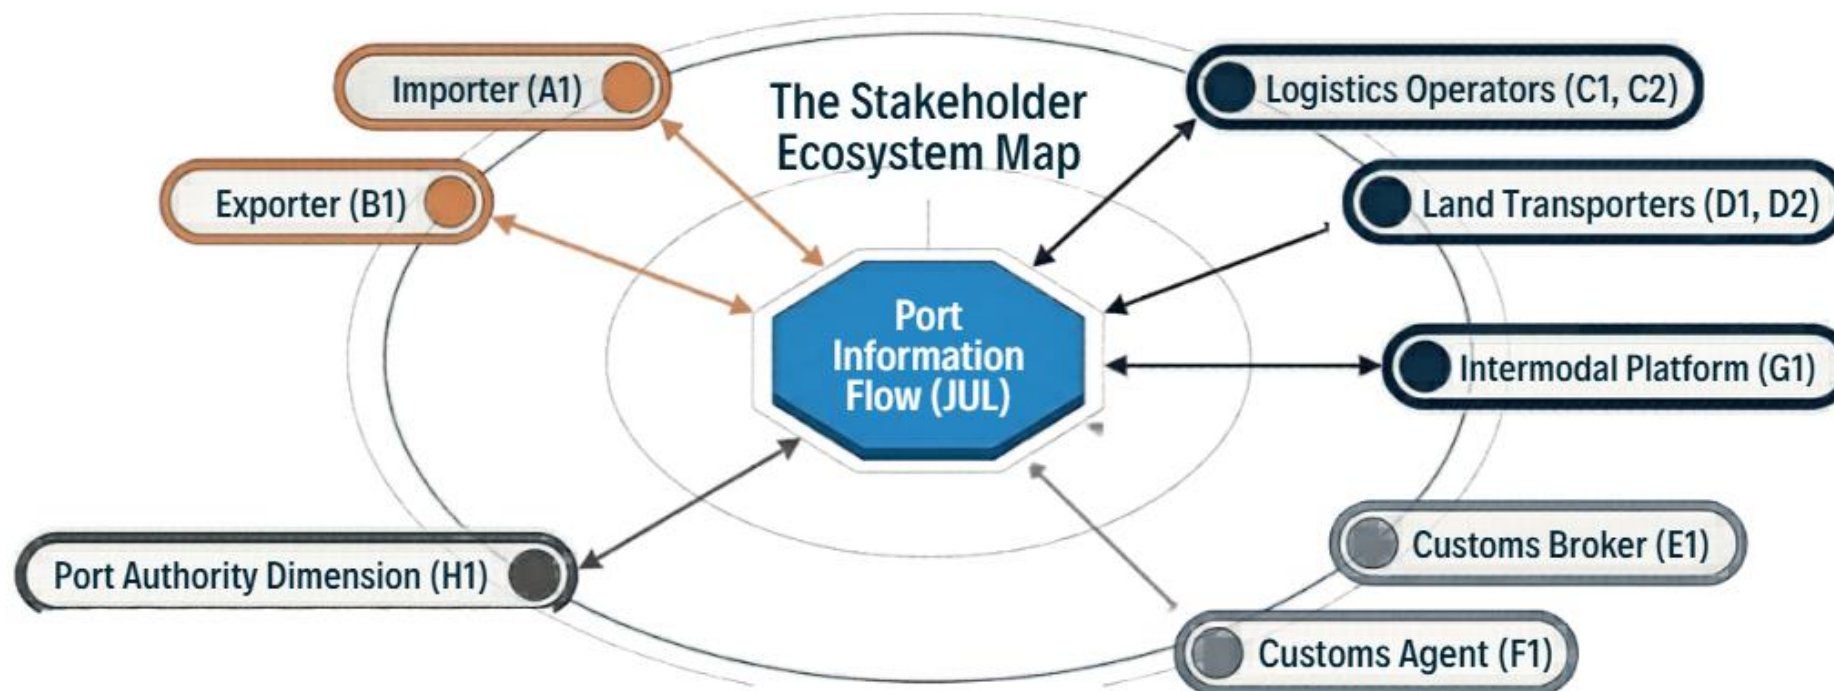 The Stakeholder
Ecosystem Map
Importer (A1)
Exporter (B1)
Port Authority Dimension (H1)
Port
Information
Flow (JUL)
Logistics Operators (C1, C2)
Land Transporters (D1, D2)
Intermodal Platform (G1)
Customs Broker (E1)
Customs Agent (F1)